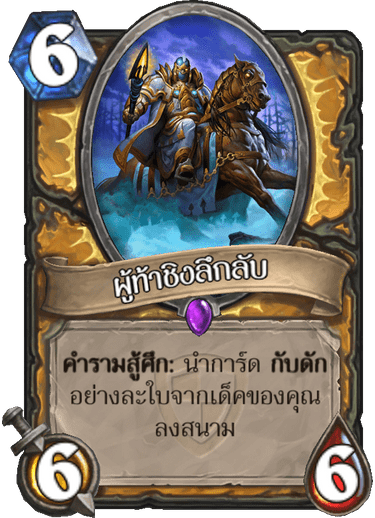 6
ผู้ท้าชิงลึกลับ
คำรามสู้ศึก: นำการ์ด กับดัก
อย่างละใบจากเด็คของคุณ
ลงสนาม
6
6